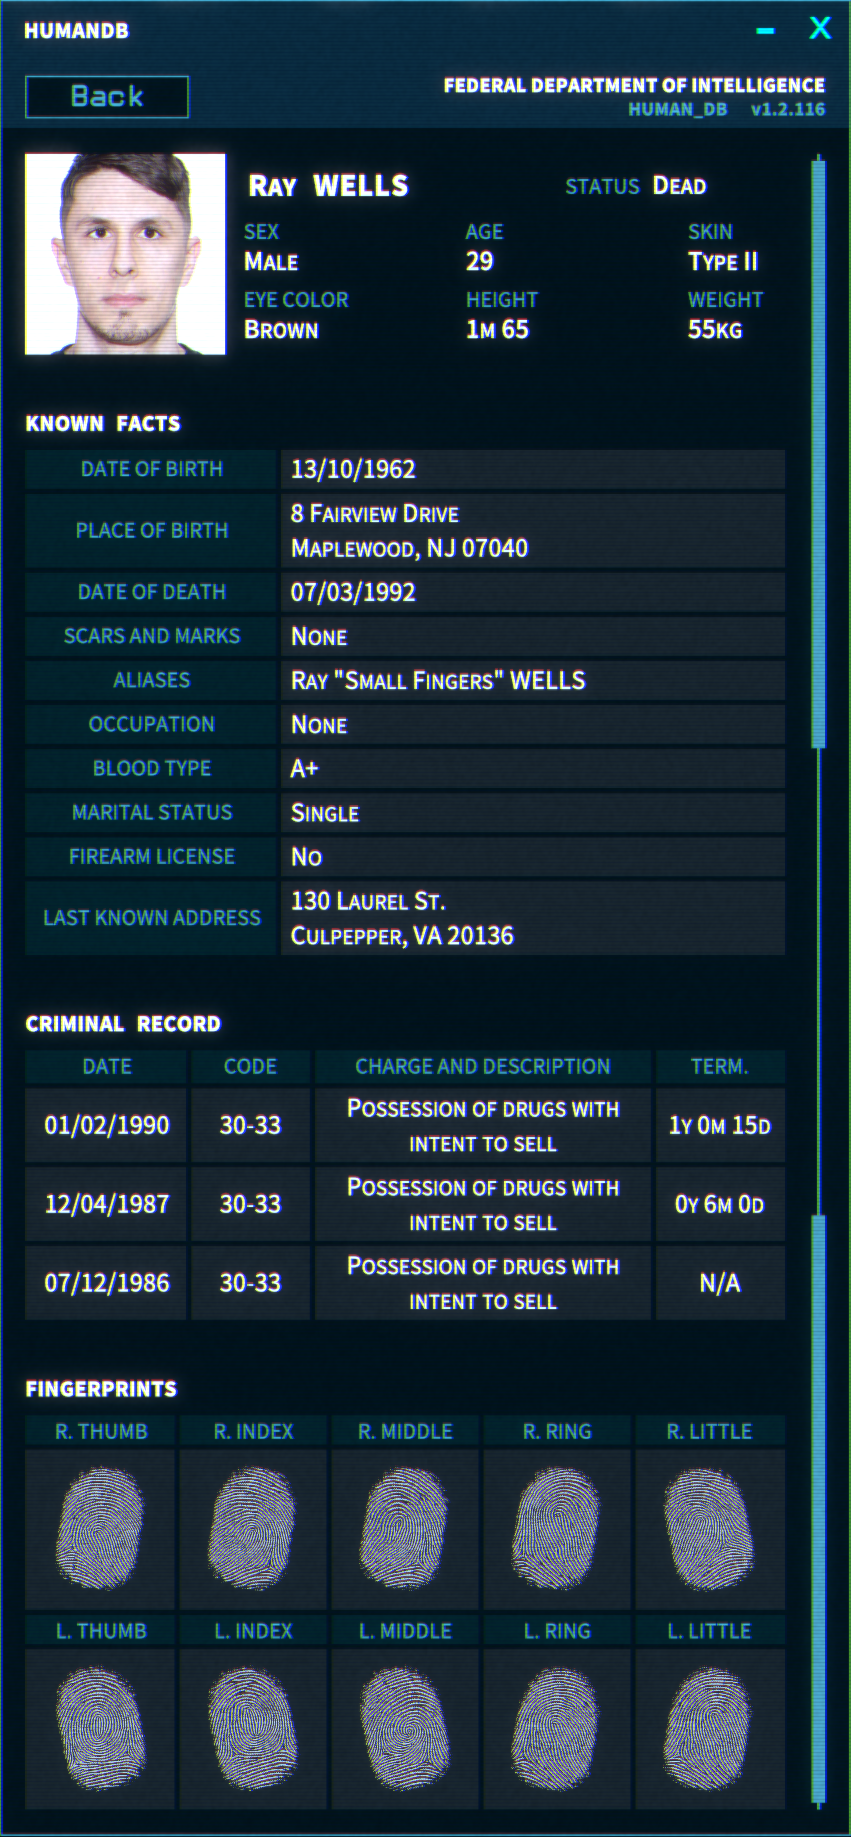 HUMANDB
– X
Back
FEDERAL DEPARTMENT OF INTELLIGENCE
HUMAN_DB v1.2.116
RAY WELLS
STATUS DEAD
SEX AGE SKIN
MALE 29 TYPE II
EYE COLOR HEIGHT WEIGHT
BROWN 1M 65 55KG
KNOWN FACTS
DATE OF BIRTH 13/10/1962
PLACE OF BIRTH 8 FAIRVIEW DRIVE
MAPLEWOOD, NJ 07040
DATE OF DEATH 07/03/1992
SCARS AND MARKS NONE
ALIASES RAY "SMALL FINGERS" WELLS
OCCUPATION NONE
BLOOD TYPE A+
MARITAL STATUS SINGLE
FIREARM LICENSE NO
LAST KNOWN ADDRESS 130 LAUREL ST.
CULPEPPER, VA 20136
CRIMINAL RECORD
DATE CODE CHARGE AND DESCRIPTION TERM.
01/02/1990 30-33 POSSESSION OF DRUGS WITH
INTENT TO SELL 1Y 0M 15D
12/04/1987 30-33 POSSESSION OF DRUGS WITH
INTENT TO SELL 0Y 6M 0D
07/12/1986 30-33 POSSESSION OF DRUGS WITH
INTENT TO SELL N/A
FINGERPRINTS
R. THUMB R. INDEX R. MIDDLE R. RING R. LITTLE
L. THUMB L. INDEX L. MIDDLE L. RING L. LITTLE